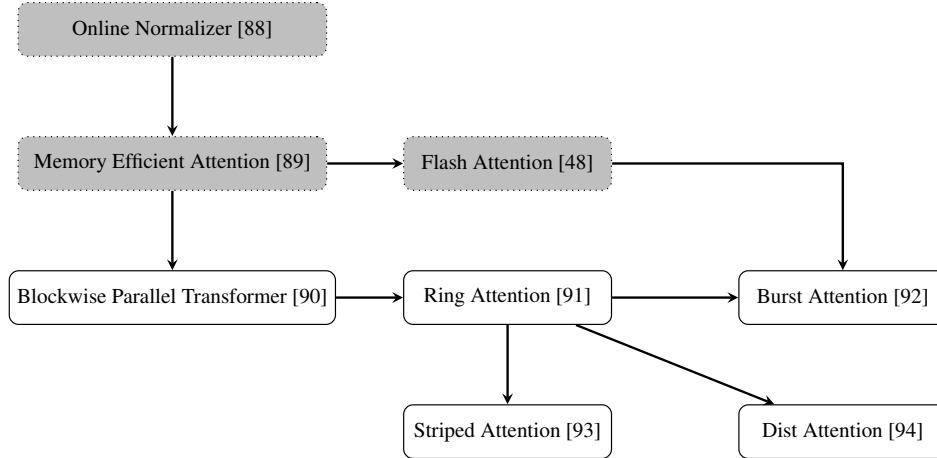 Online Normalizer [88]
Memory Efficient Attention [89]
Flash Attention [48]
Blockwise Parallel Transformer [90]
Ring Attention [91]
Burst Attention [92]
Striped Attention [93]
Dist Attention [94]